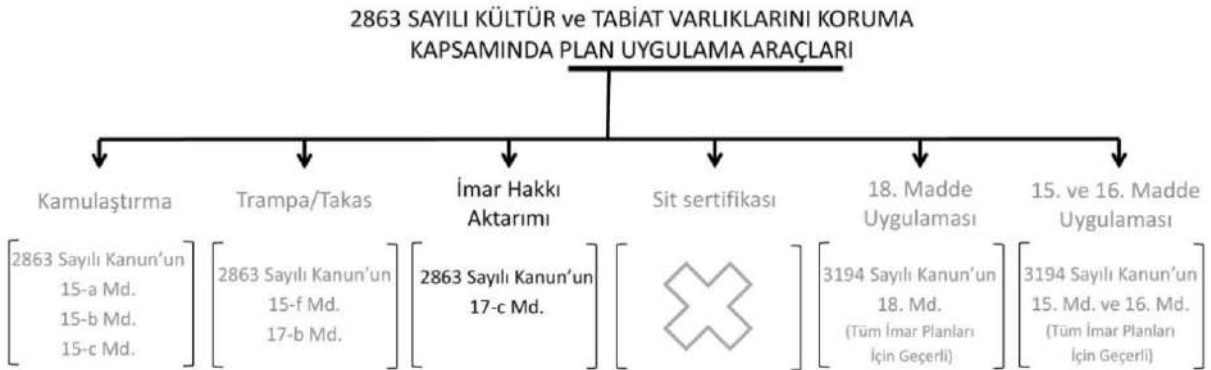 2863 SAYILI KÜLTÜR ve TABİAT VARLIKLARINI KORUMA
KAPSAMINDA PLAN UYGULAMA ARAÇLARI
Kamulaştırma
2863 Sayılı Kanun'un
15-a Md.
15-b Md.
15-c Md.
Trampa/Takas
2863 Sayılı Kanun'un
15-f Md.
17-b Md.
İmar Hakkı
Aktarımı
2863 Sayılı Kanun'un
17-c Md.
Sit sertifikası
18. Madde
Uygulaması
3194 Sayılı Kanun'un
18. Md.
(Tüm İmar Planları
İçin Geçerli)
15. ve 16. Madde
Uygulaması
3194 Sayılı Kanun'un
15. Md. ve 16. Md.
(Tüm İmar Planları
İçin Geçerli)